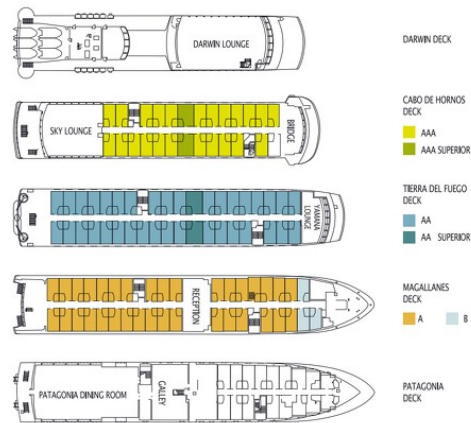 DARWIN LOUNGE
DARWIN DECK
SKY LOUNGE
BRIDGE
CABO DE HORNOS
DECK
AAA
AAA SUPERIOR
YAMANA
LOUNGE
TIERRA DEL FUEGO
DECK
AA
AA SUPERIOR
RECEPTION
MAGALLANES
DECK
A B
PATAGONIA DINING ROOM
GALLEY
PATAGONIA
DECK